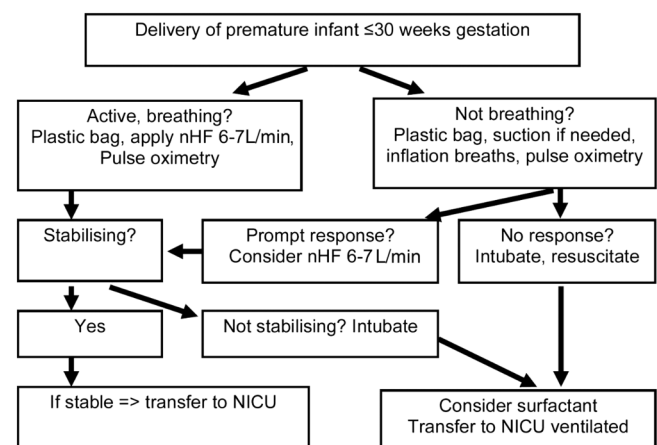 Delivery of premature infant ≤30 weeks gestation
Active, breathing?
Plastic bag, apply nHF 6-7L/min,
Pulse oximetry
Not breathing?
Plastic bag, suction if needed,
inflation breaths, pulse oximetry
Stabilising?
Prompt response?
Consider nHF 6-7 L/min
No response?
Intubate, resuscitate
Yes
Not stabilising? Intubate
If stable => transfer to NICU
Consider surfactant
Transfer to NICU ventilated